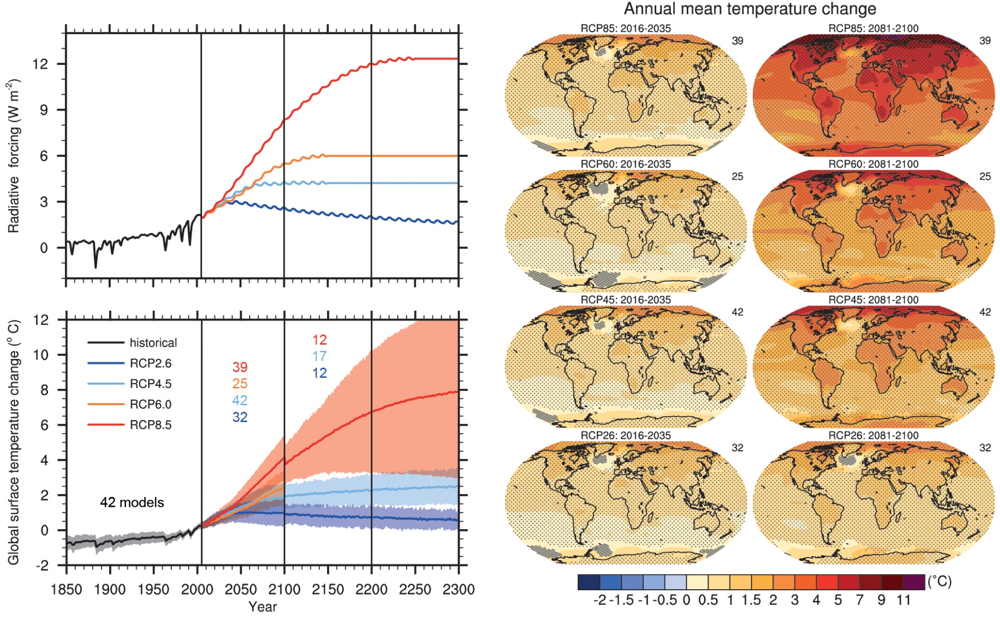 Annual mean temperature change
RCP85: 2016-2035
39
RCP85: 2081-2100
39
RCP60: 2016-2035
25
RCP60: 2081-2100
25
RCP45: 2016-2035
42
RCP45: 2081-2100
42
RCP26: 2016-2035
32
RCP26: 2081-2100
32
-2 -1.5 -1 -0.5 0 0.5 1 1.5 2 3 4 5 7 9 11
(°C)
Radiative forcing (W m-2)
12
9
6
3
0
Global surface temperature change (° C)
12
10
8
6
4
2
0
-2
historical
RCP2.6
RCP4.5
RCP6.0
RCP8.5
39
25
42
32
12
17
12
42 models
1850 1900 1950 2000 2050 2100 2150 2200 2250 2300
Year